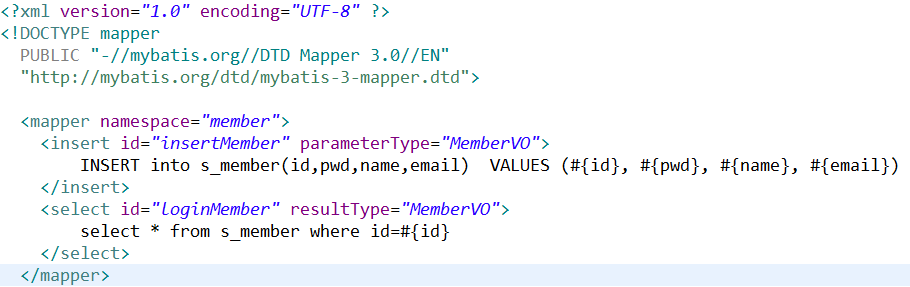 <?xml version="1.0" encoding="UTF-8" ?>
<!DOCTYPE mapper
  PUBLIC "-//mybatis.org//DTD Mapper 3.0//EN"
  "http://mybatis.org/dtd/mybatis-3-mapper.dtd">

  <mapper namespace="member">
    <insert id="insertMember" parameterType="MemberVO">
        INSERT into s_member(id,pwd,name,email)  VALUES (#{id}, #{pwd}, #{name}, #{email})
    </insert>
    <select id="loginMember" resultType="MemberVO">
        select * from s_member where id=#{id}
    </select>
  </mapper>